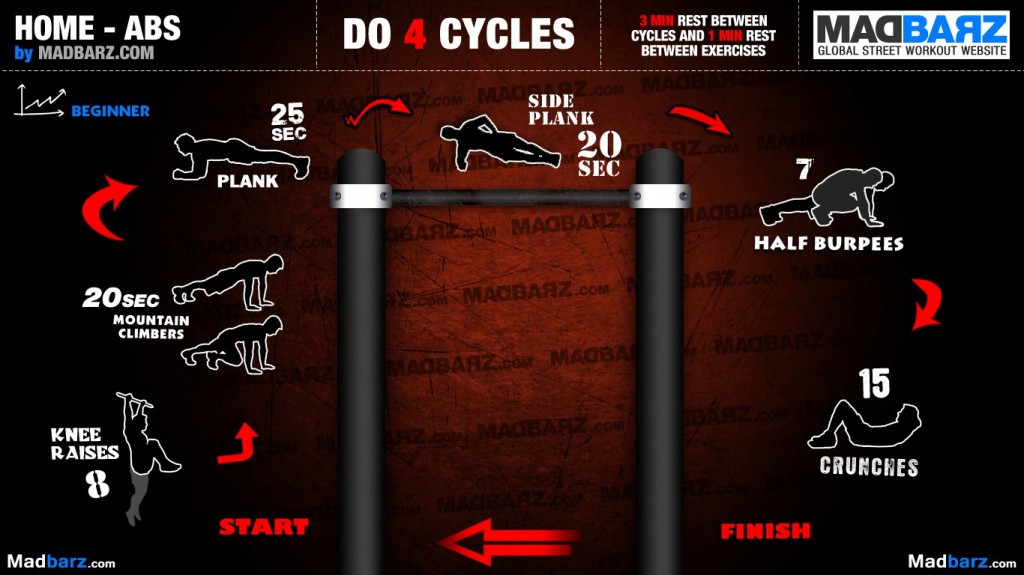 HOME - ABS
by MADBARZ.COM
DO 4 CYCLES
3 MIN REST BETWEEN
CYCLES AND 1 MIN REST
BETWEEN EXERCISES
MADBARZ
GLOBAL STREET WORKOUT WEBSITE
BEGINNER
25
SEC
PLANK
SIDE
PLANK
20
SEC
7
HALF BURPEES
20SEC
MOUNTAIN
CLIMBERS
15
CRUNCHES
KNEE
RAISES
8
START
FINISH
Madbarz.com
Madbarz.com